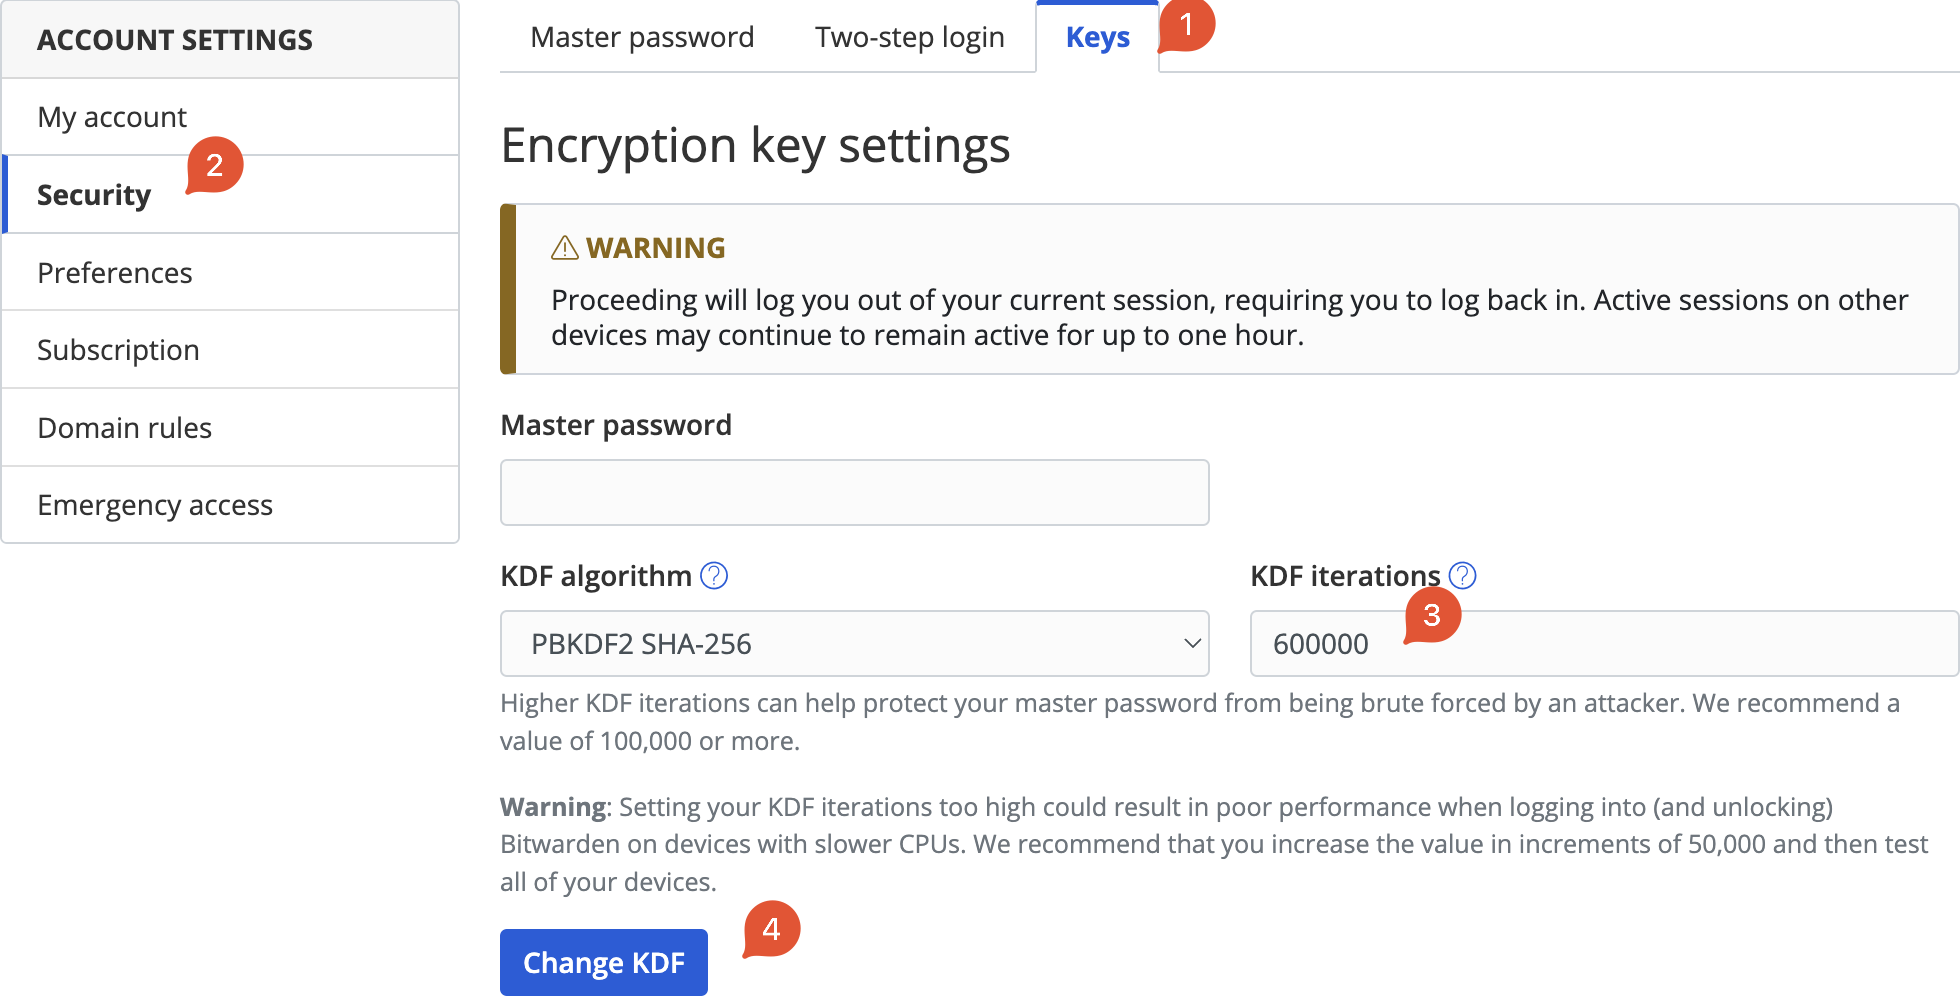 ACCOUNT SETTINGS
My account
2
Security
Preferences
Subscription
Domain rules
Emergency access
Master password
Two-step login
Keys
1
Encryption key settings
WARNING
Proceeding will log you out of your current session, requiring you to log back in. Active sessions on other
devices may continue to remain active for up to one hour.
Master password
KDF algorithm ?
PBKDF2 SHA-256
KDF iterations ?
3
600000
Higher KDF iterations can help protect your master password from being brute forced by an attacker. We recommend a
value of 100,000 or more.
Warning: Setting your KDF iterations too high could result in poor performance when logging into (and unlocking)
Bitwarden on devices with slower CPUs. We recommend that you increase the value in increments of 50,000 and then test
all of your devices.
4
Change KDF